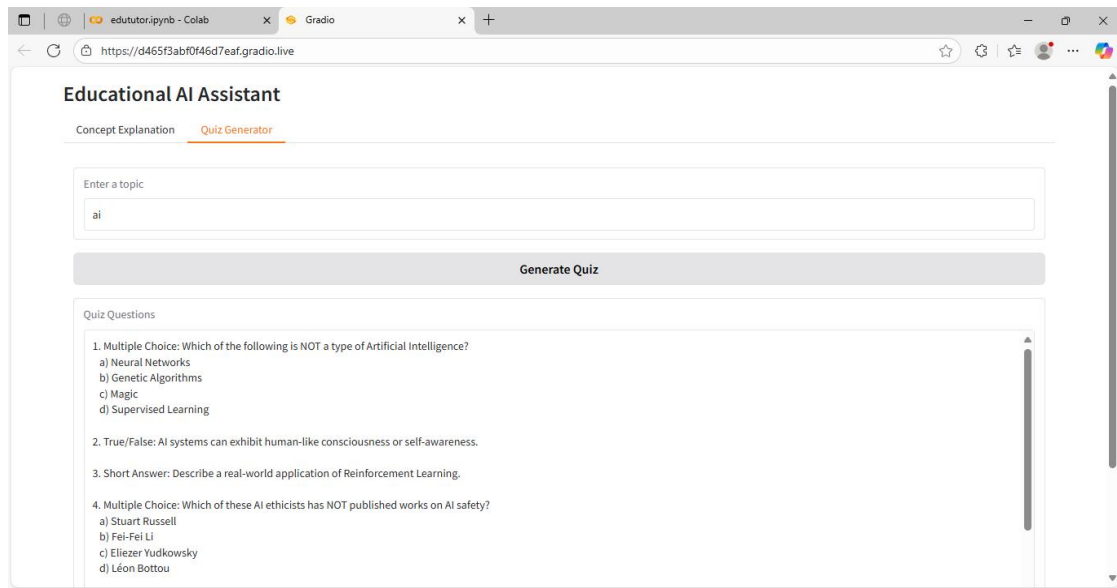 edututor.ipynb - Colab
Gradio
https://d465f3abf0f46d7eaf.gradio.live
Educational AI Assistant
Concept Explanation
Quiz Generator
Enter a topic
ai
Generate Quiz
Quiz Questions
1. Multiple Choice: Which of the following is NOT a type of Artificial Intelligence?
a) Neural Networks
b) Genetic Algorithms
c) Magic
d) Supervised Learning
2. True/False: AI systems can exhibit human-like consciousness or self-awareness.
3. Short Answer: Describe a real-world application of Reinforcement Learning.
4. Multiple Choice: Which of these AI ethicists has NOT published works on AI safety?
a) Stuart Russell
b) Fei-Fei Li
c) Eliezer Yudkowsky
d) Léon Bottou